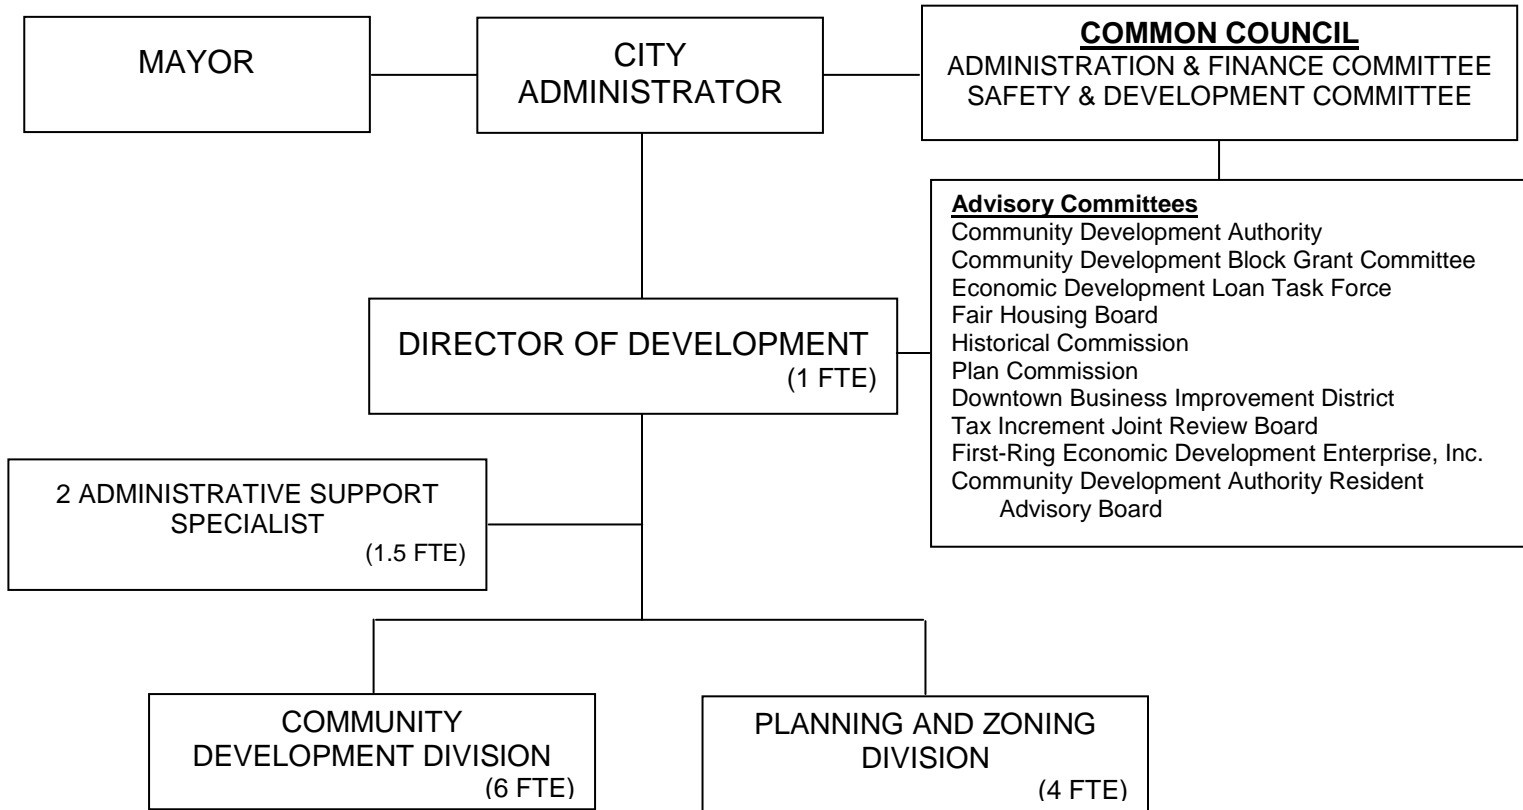 MAYOR
CITY
ADMINISTRATOR
COMMON COUNCIL
ADMINISTRATION & FINANCE COMMITTEE
SAFETY & DEVELOPMENT COMMITTEE
Advisory Committees
Community Development Authority
Community Development Block Grant Committee
Economic Development Loan Task Force
Fair Housing Board
Historical Commission
Plan Commission
Downtown Business Improvement District
Tax Increment Joint Review Board
First-Ring Economic Development Enterprise, Inc.
Community Development Authority Resident
Advisory Board
DIRECTOR OF DEVELOPMENT
(1 FTE)
2 ADMINISTRATIVE SUPPORT
SPECIALIST
(1.5 FTE)
COMMUNITY
DEVELOPMENT DIVISION
(6 FTE)
PLANNING AND ZONING
DIVISION
(4 FTE)